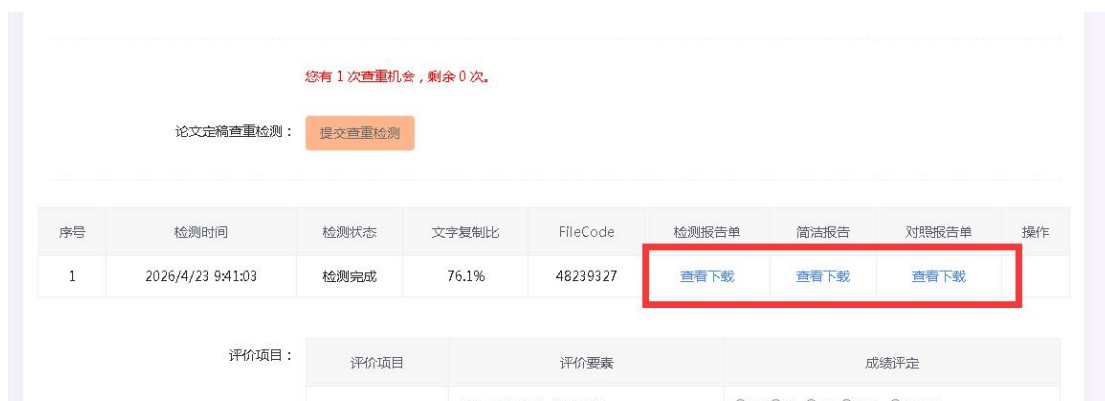 您有 1 次查重机会，剩余 0 次。
论文定稿查重检测： 提交查重检测
序号 检测时间 检测状态 文字复制比 FileCode 检测报告单 简洁报告 对照报告单 操作
1 2026/4/23 9:41:03 检测完成 76.1% 48239327 查看下载 查看下载 查看下载
评价项目： 评价项目 评价要素 成绩评定